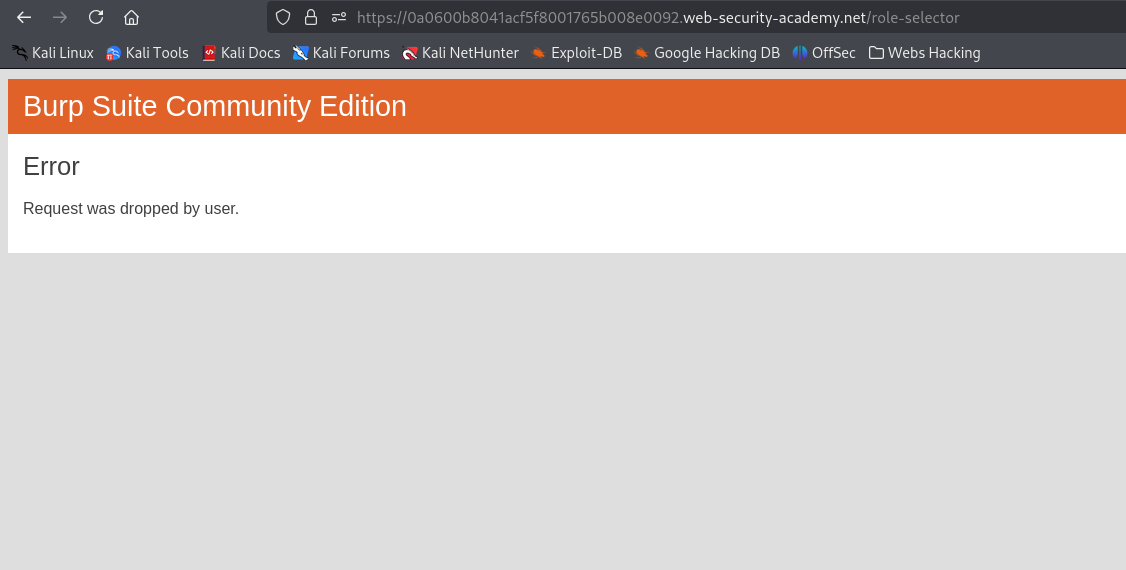 https://0a0600b8041acf5f8001765b008e0092.web-security-academy.net/role-selector
Kali Linux Kali Tools Kali Docs Kali Forums Kali NetHunter Exploit-DB Google Hacking DB OffSec Webs Hacking
Burp Suite Community Edition
Error
Request was dropped by user.